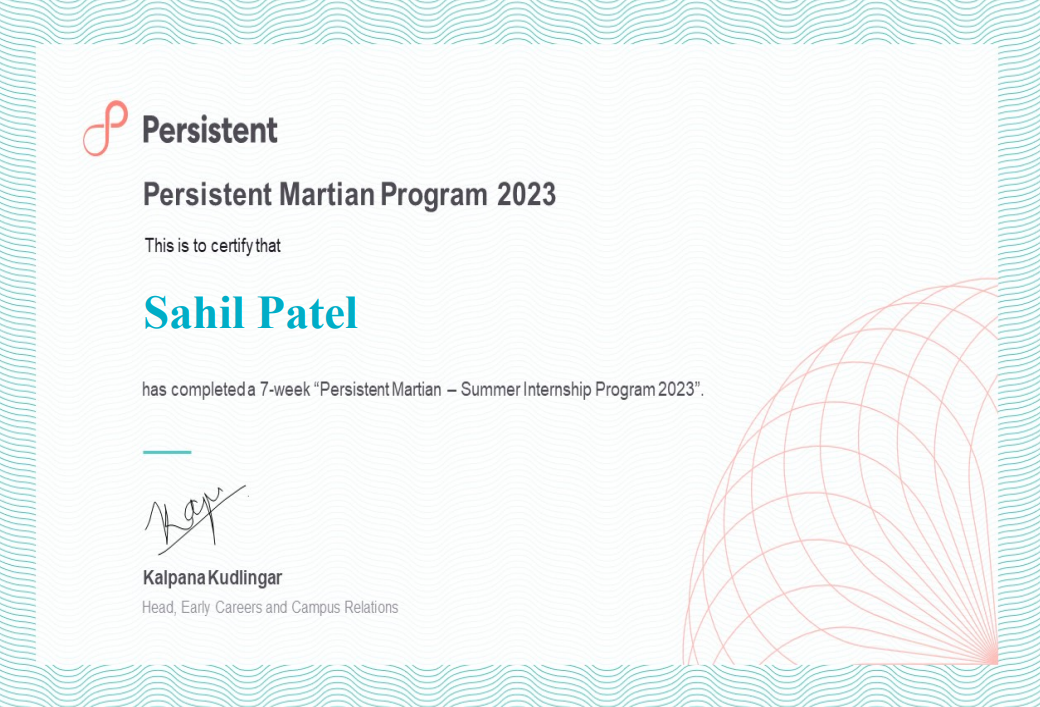 Persistent
Persistent Martian Program 2023
This is to certify that
Sahil Patel
has completed a 7-week “Persistent Martian – Summer Internship Program 2023”.
Kalpana Kudlingar
Head, Early Careers and Campus Relations